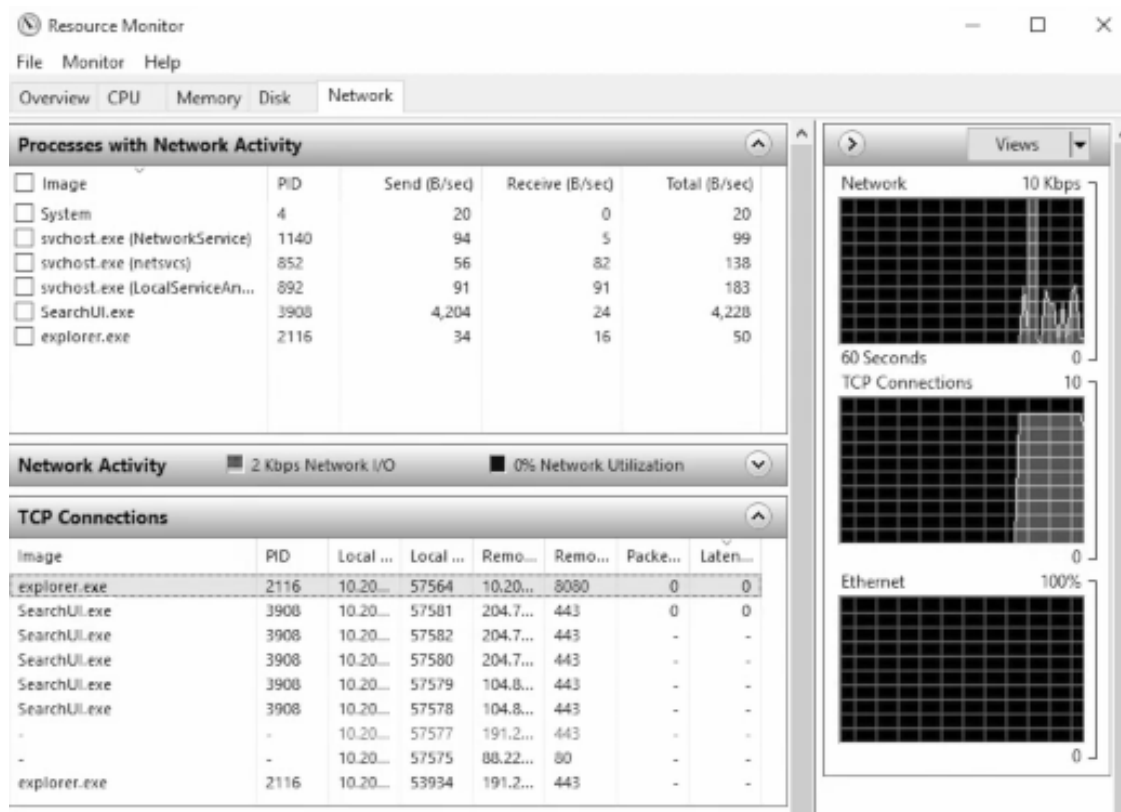 Resource Monitor
File Monitor Help
Overview CPU Memory Disk Network
Processes with Network Activity
Image PID Send (B/sec) Receive (B/sec) Total (B/sec)
System 4 20 0 20
svchost.exe (NetworkService) 1140 94 5 99
svchost.exe (netsvcs) 852 56 82 138
svchost.exe (LocalServiceAn... 892 91 91 183
SearchUI.exe 3908 4,204 24 4,228
explorer.exe 2116 34 16 50
Network Activity 2 Kbps Network I/O 0% Network Utilization
TCP Connections
Image PID Local ... Local ... Remo... Remo... Packe... Laten...
explorer.exe 2116 10.20... 57564 10.20... 8080 0 0
SearchUI.exe 3908 10.20... 57581 204.7... 443 0 0
SearchUI.exe 3908 10.20... 57582 204.7... 443 - -
SearchUI.exe 3908 10.20... 57580 204.7... 443 - -
SearchUI.exe 3908 10.20... 57579 104.8... 443 - -
SearchUI.exe 3908 10.20... 57578 104.8... 443 - -
- - 10.20... 57577 191.2... 443 - -
- - 10.20... 57575 88.22... 80 - -
explorer.exe 2116 10.20... 53934 191.2... 443 - -
Views
Network 10 Kbps
60 Seconds 0
TCP Connections 10
0
Ethernet 100%
0